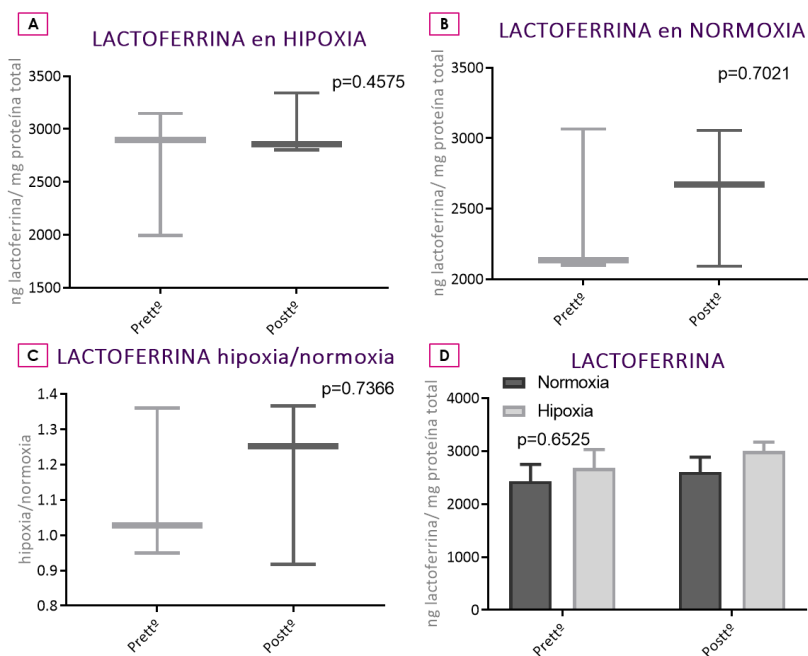 A
LACTOFERRINA en HIPOXIA
p=0.4575
ng lactoferrina/ mg proteína total
3500
3000
2500
2000
1500
Prettº
Posttº
B
LACTOFERRINA en NORMOXIA
p=0.7021
ng lactoferrina/ mg proteína total
3500
3000
2500
2000
Prettº
Posttº
C
LACTOFERRINA hipoxia/normoxia
p=0.7366
hipoxia/normoxia
1.4
1.3
1.2
1.1
1.0
0.9
0.8
Prettº
Posttº
D
LACTOFERRINA
Normoxia
Hipoxia
p=0.6525
ng lactoferrina/ mg proteína total
4000
3000
2000
1000
0
Prettº
Posttº